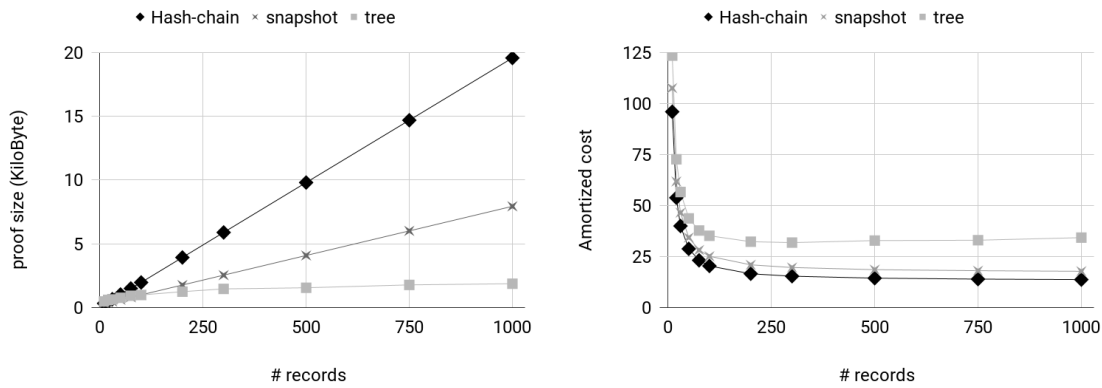 Hash-chain snapshot tree
proof size (KiloByte)
20
15
10
5
0
0 250 500 750 1000
# records
Hash-chain snapshot tree
Amortized cost
125
100
75
50
25
0
0 250 500 750 1000
# records